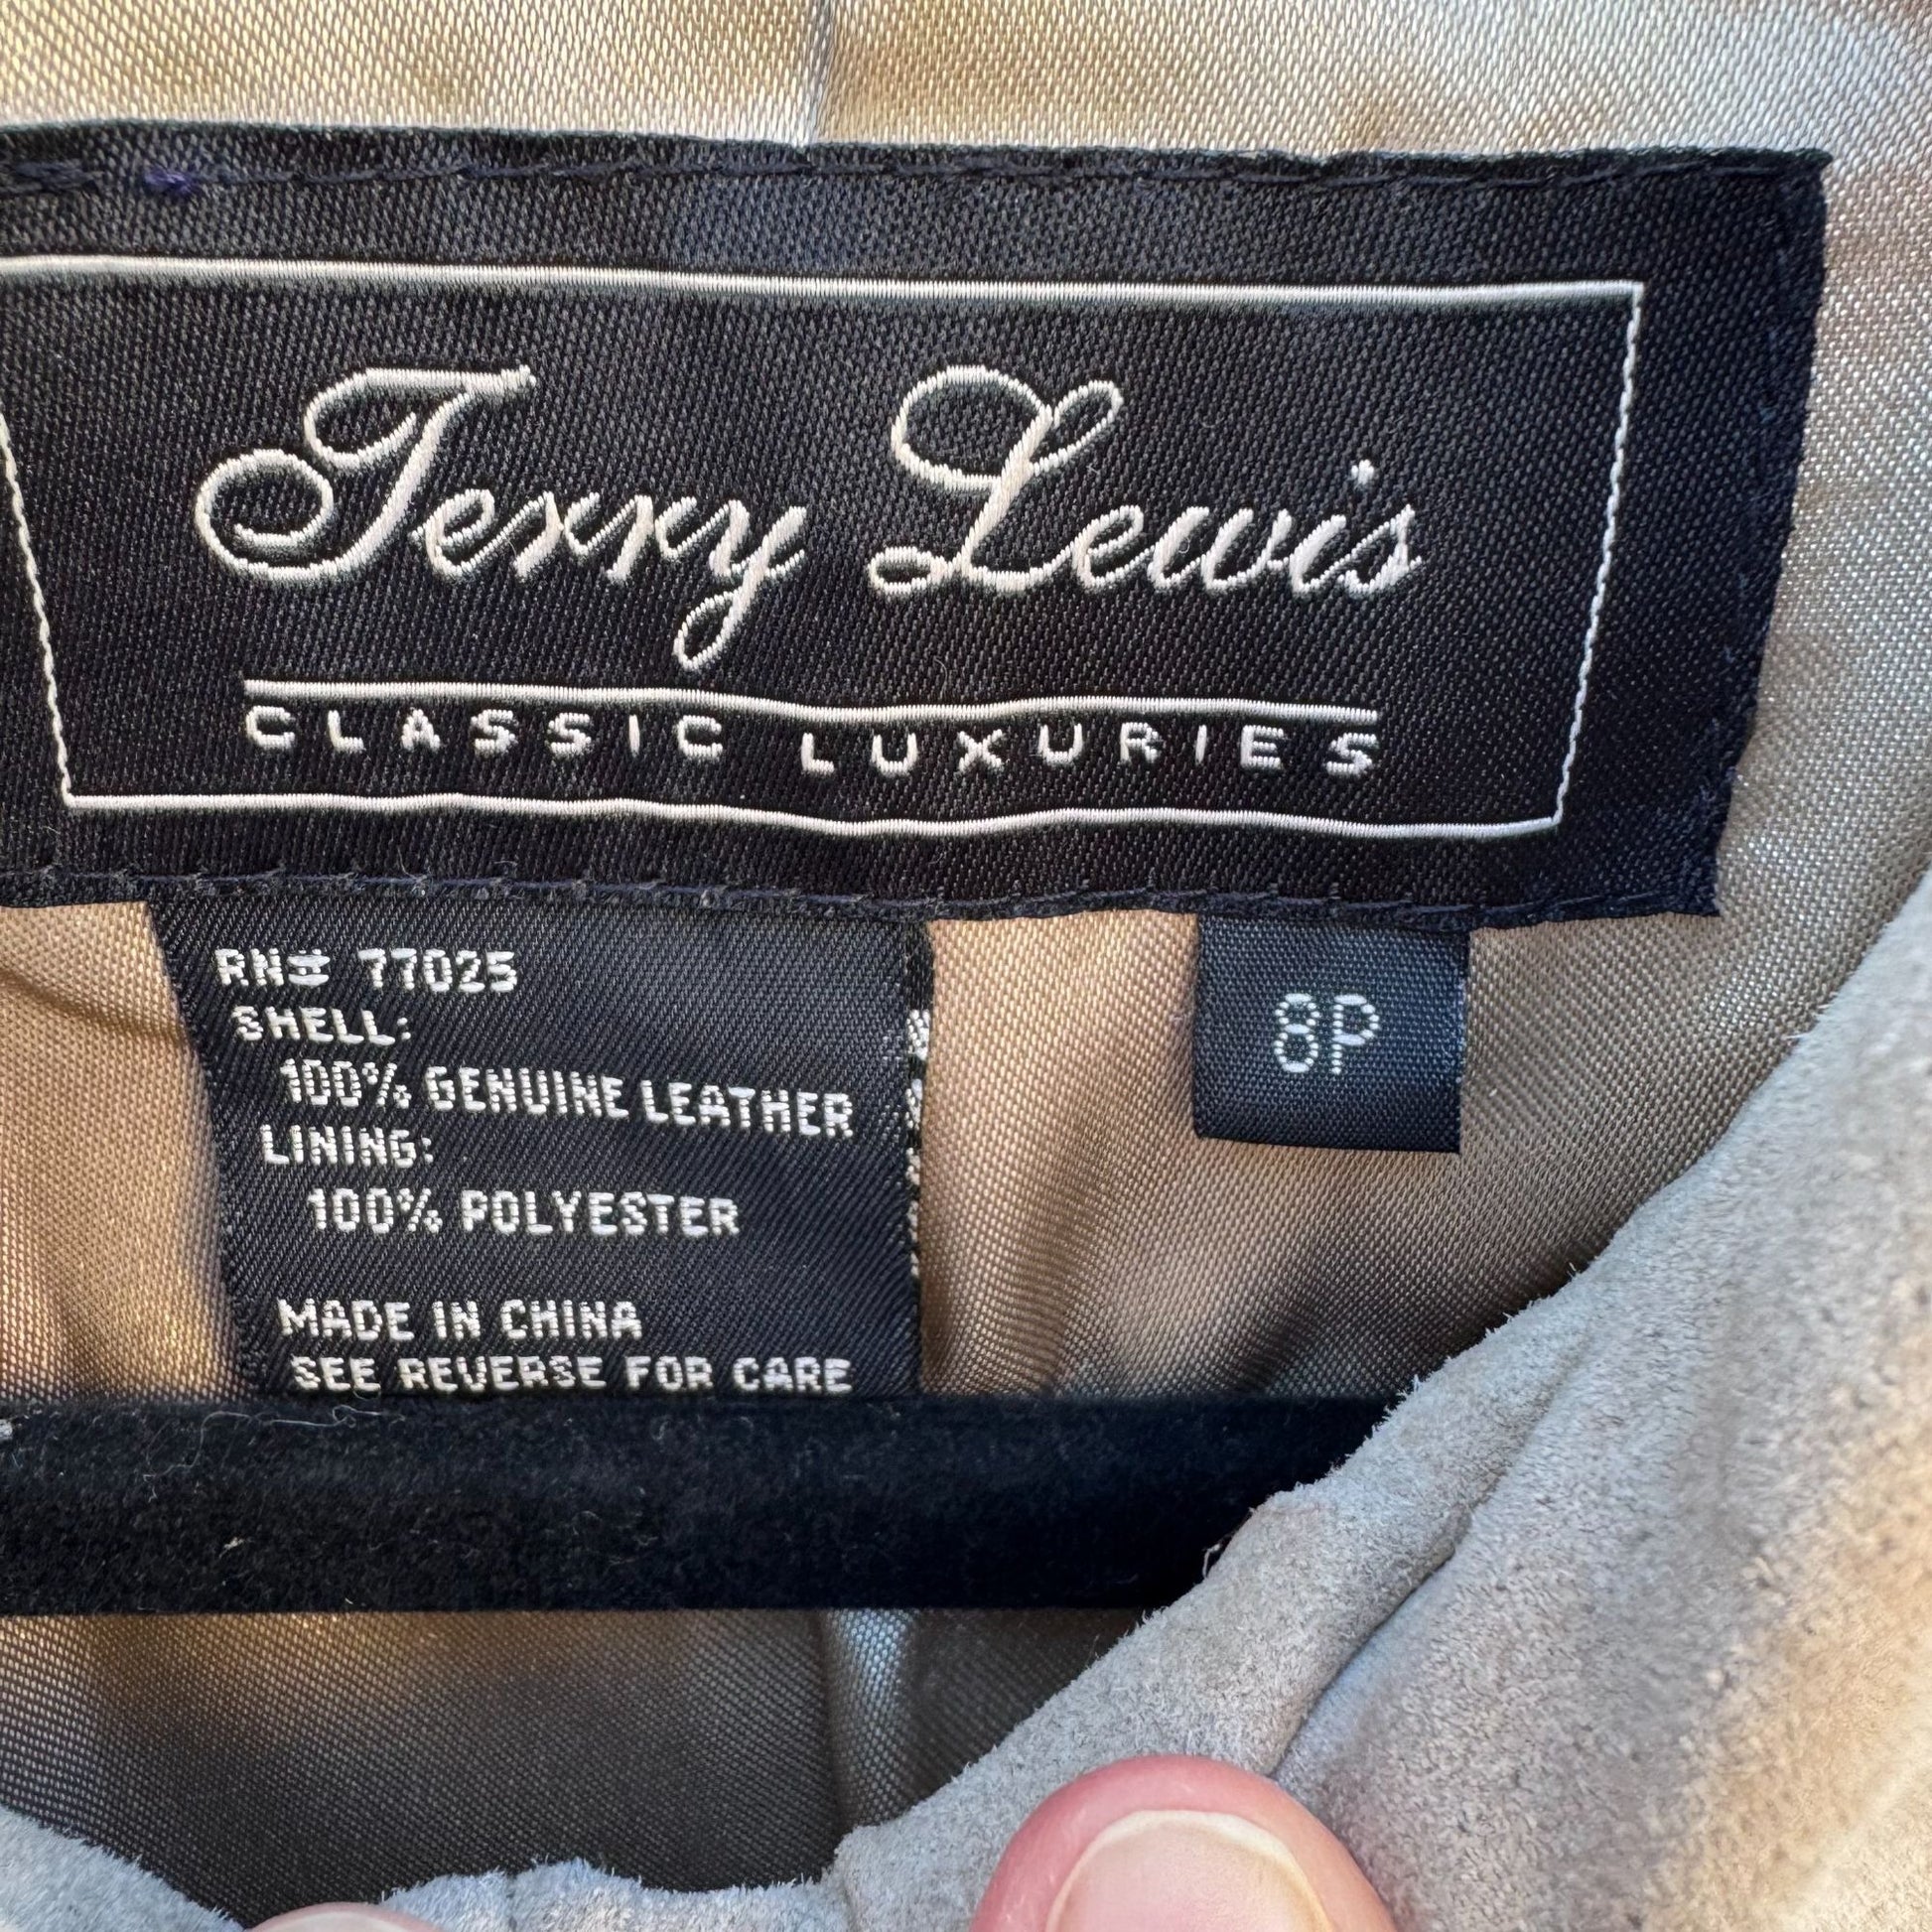 Terry Lewis
CLASSIC LUXURIES
RN# 77025
SHELL:
100% GENUINE LEATHER
LINING:
100% POLYESTER
MADE IN CHINA
SEE REVERSE FOR CARE
8P